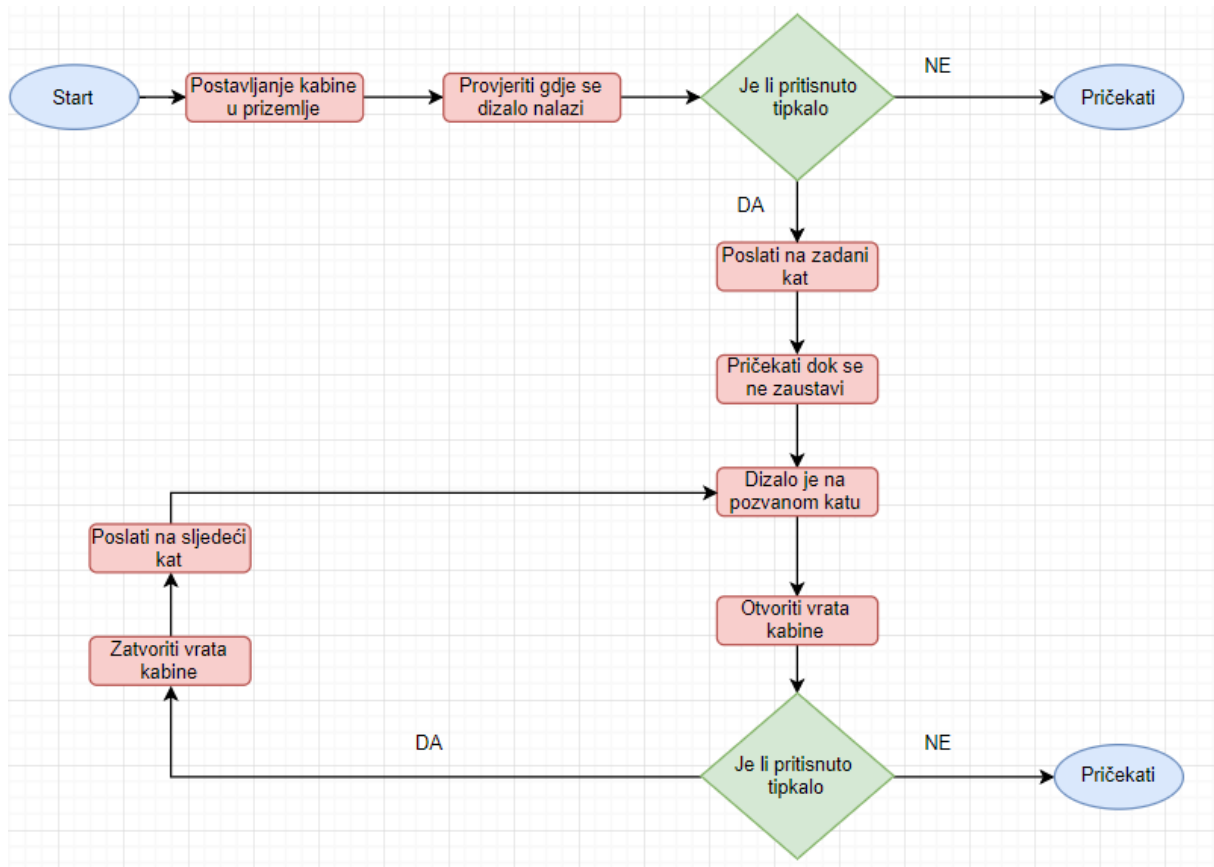 Start
Postavljanje kabine
u prizemlje
Provjeriti gdje se
dizalo nalazi
Je li pritisnuto
tipkalo
NE
Pričekati
DA
Poslati na zadani
kat
Pričekati dok se
ne zaustavi
Dizalo je na
pozvanom katu
Poslati na sljedeći
kat
Otvoriti vrata
kabine
Zatvoriti vrata
kabine
DA
Je li pritisnuto
tipkalo
NE
Pričekati